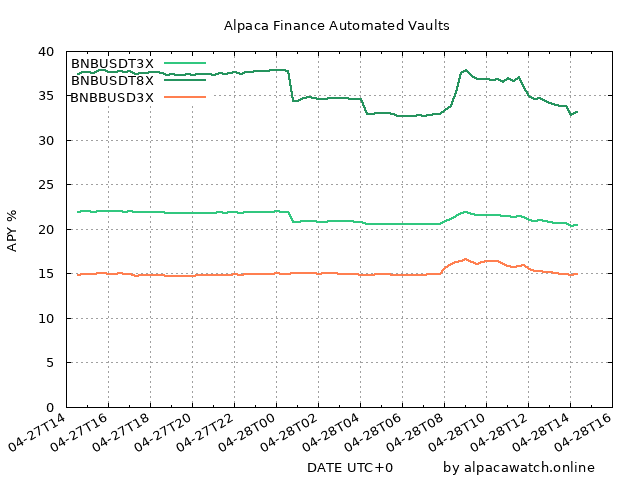 Alpaca Finance Automated Vaults
40
35
30
25
20
15
10
5
0
APY %
BNBUSDT3X
BNBUSDT8X
BNBBUSD3X
04-27T14
04-27T16
04-27T18
04-27T20
04-27T22
04-28T00
04-28T02
04-28T04
04-28T06
04-28T08
04-28T10
04-28T12
04-28T14
04-28T16
DATE UTC+0
by alpacawatch.online